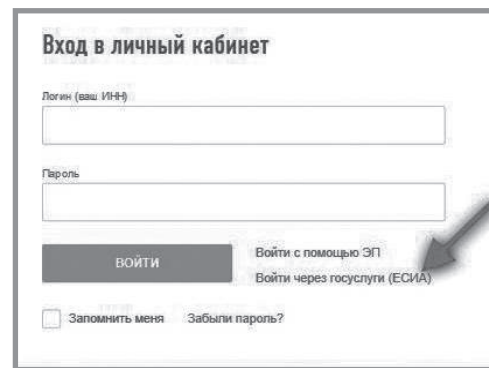 Вход в личный кабинет
Логин (ваш ИНН)
Пароль
ВОЙТИ
Войти с помощью ЭП
Войти через госуслуги (ЕСИА)
Запомнить меня Забыли пароль?